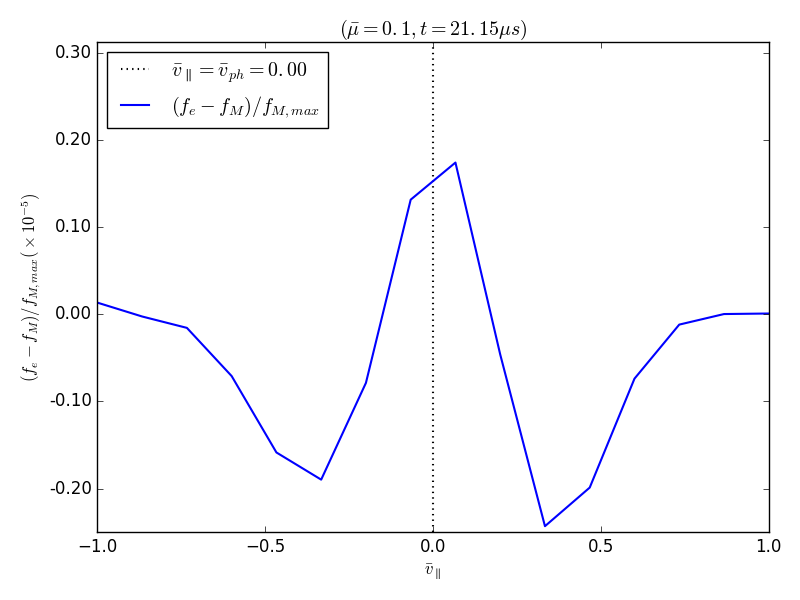 (μ̄ = 0.1, t = 21.15μs)
v̄∥ = v̄ph = 0.00
(fe − fM)/fM,max
0.30
0.20
0.10
0.00
-0.10
-0.20
(fe − fM)/fM,max(×10⁻⁵)
−1.0 −0.5 0.0 0.5 1.0
v̄∥